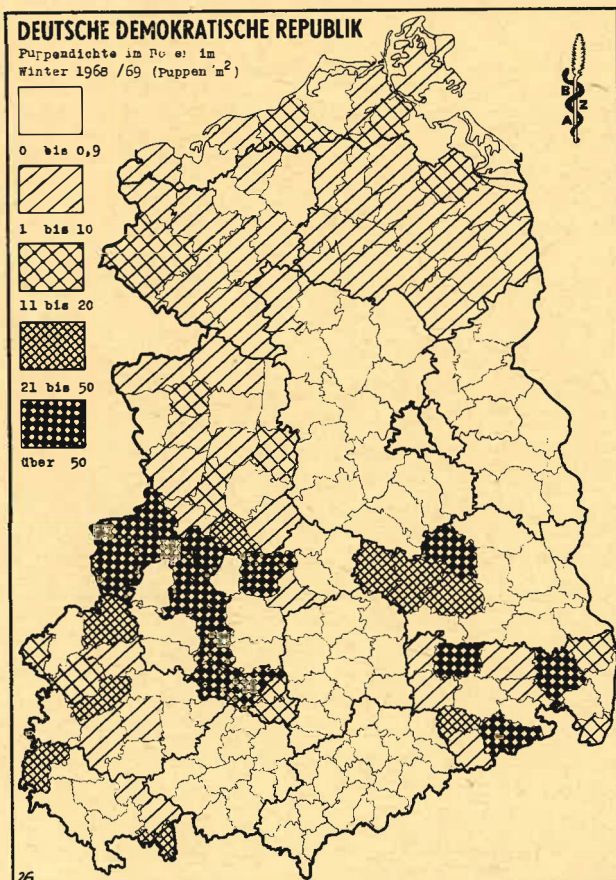 DEUTSCHE DEMOKRATISCHE REPUBLIK
Puppendichte im im
Winter 1968 /69 (Puppen m²)
0 bis 0,9
1 bis 10
11 bis 20
21 bis 50
über 50
B Z
A
26